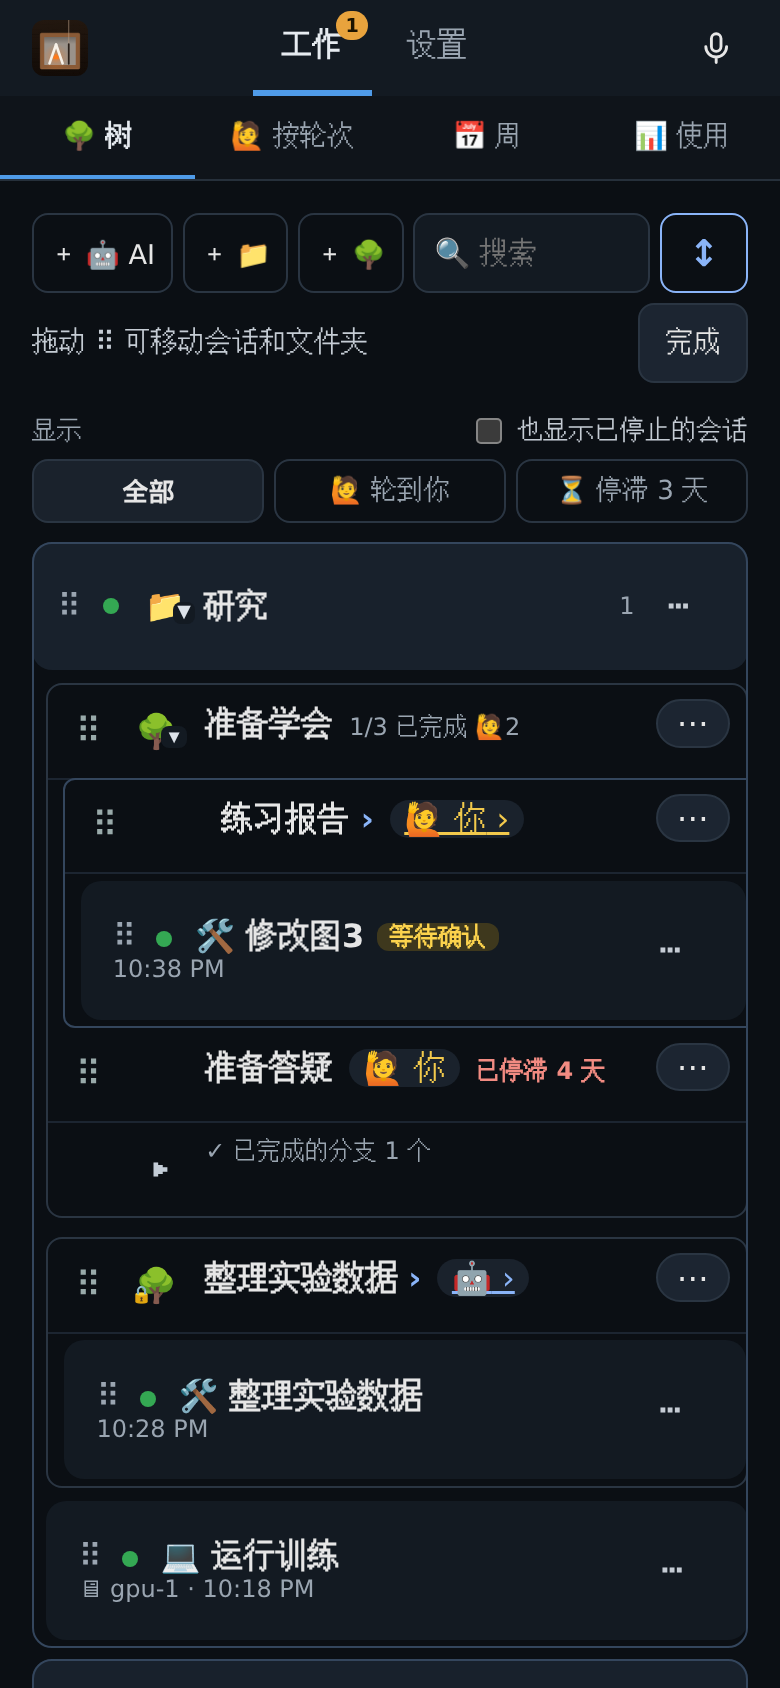 工作 1 设置
🌳 树 🙋 按轮次 📅 周 📊 使用
+ 🤖 AI + 📁 + 🌳 🔍 搜索 ↕
拖动 ⠿ 可移动会话和文件夹 完成
显示 也显示已停止的会话
全部 🙋 轮到你 ⏳ 停滞 3 天
研究 1 ⋯
准备学会 1/3 已完成 🙋2 ⋯
练习报告 › 🙋 你 › ⋯
🛠️ 修改图3 等待确认 ⋯
10:38 PM
准备答疑 🙋 你 已停滞 4 天 ⋯
✓ 已完成的分支 1 个
整理实验数据 › 🤖 › ⋯
🛠️ 整理实验数据 ⋯
10:28 PM
💻 运行训练 ⋯
🖥 gpu-1 · 10:18 PM